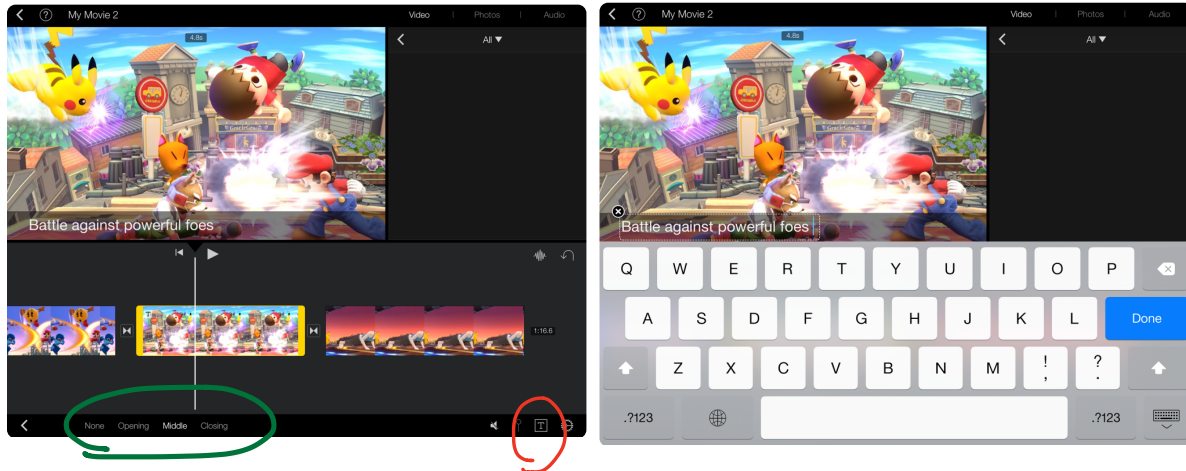 My Movie 2
Video
Photos
Audio
4.8s
All ▼
Battle against powerful foes
T
1:16.6
None
Opening
Middle
Closing
T
My Movie 2
Video
Photos
Audio
4.8s
All ▼
Battle against powerful foes
Q W E R T Y U I O P
A S D F G H J K L Done
Z X C V B N M ! , ? .
.?123 .?123